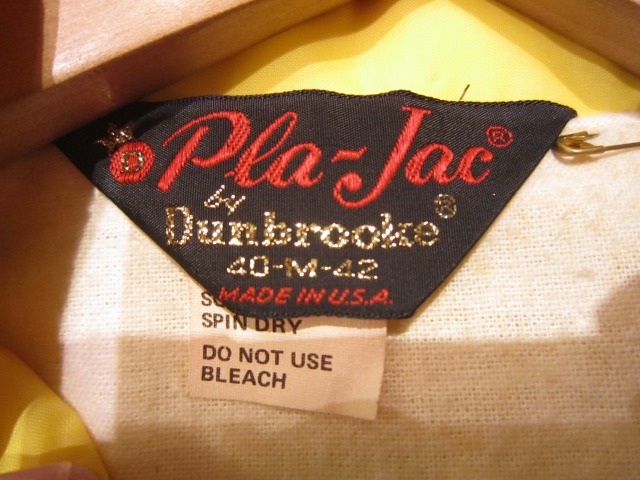 Pla-Jac®
by
Dunbrooke®
40-M-42
MADE IN U.S.A.
SPIN DRY
DO NOT USE
BLEACH